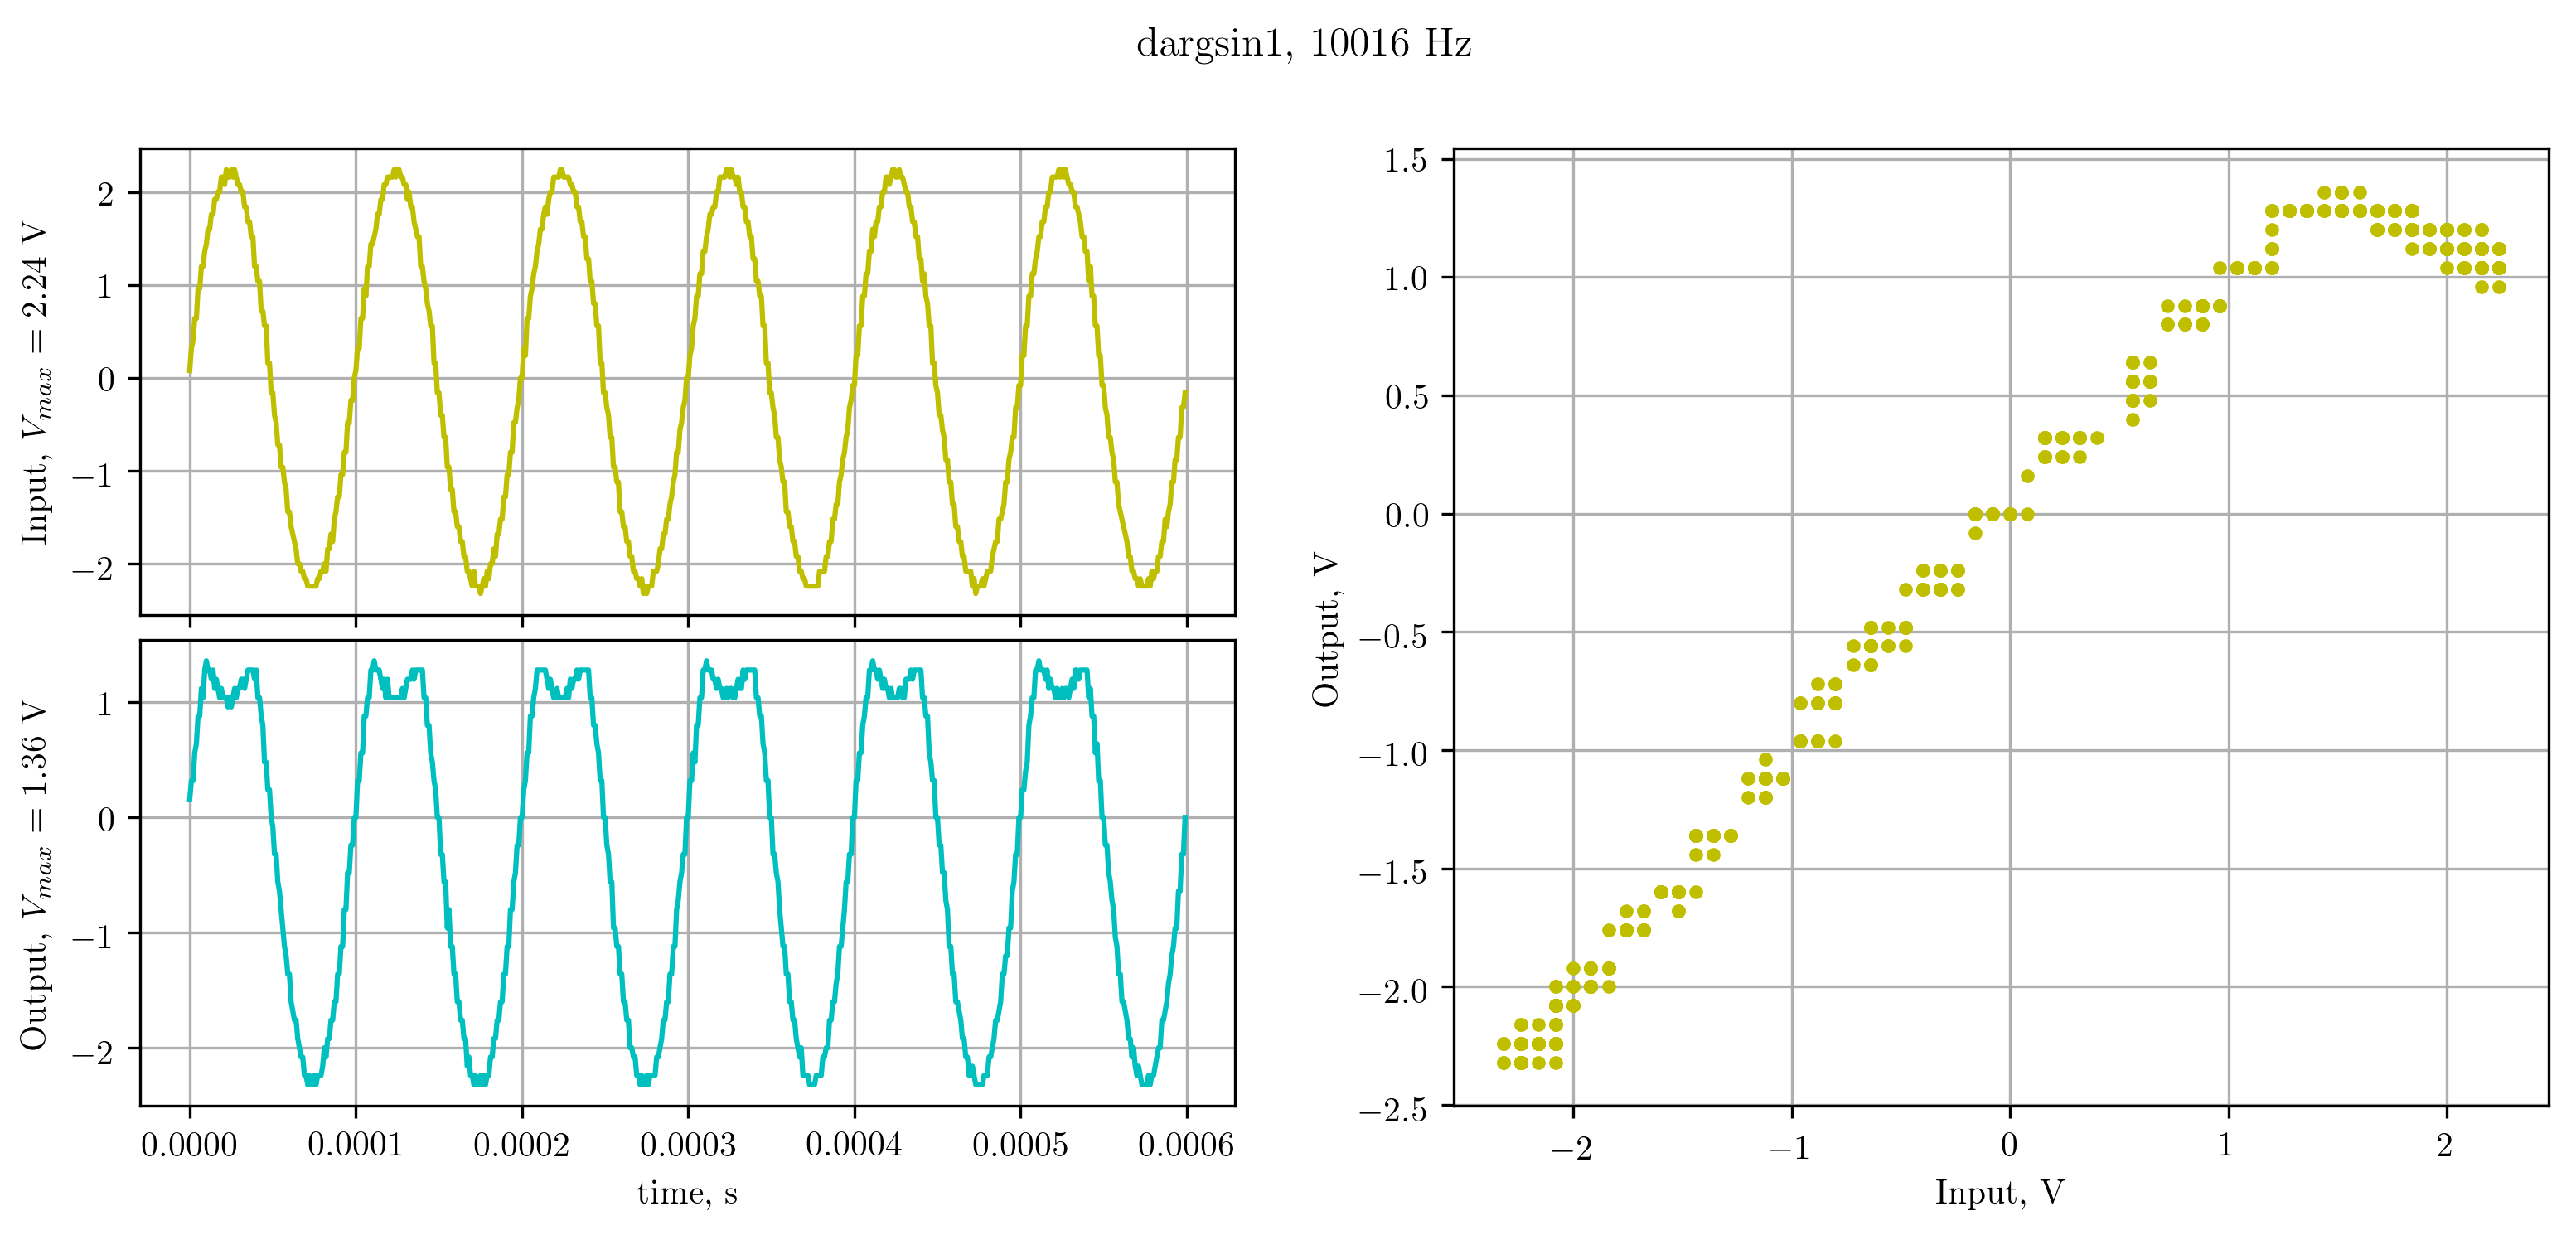 dargsin1, 10016 Hz
Input, V_max = 2.24 V
2
1
0
−1
−2
Output, V_max = 1.36 V
1
0
−1
−2
0.0000 0.0001 0.0002 0.0003 0.0004 0.0005 0.0006
time, s
Output, V
1.5
1.0
0.5
0.0
−0.5
−1.0
−1.5
−2.0
−2.5
−2 −1 0 1 2
Input, V